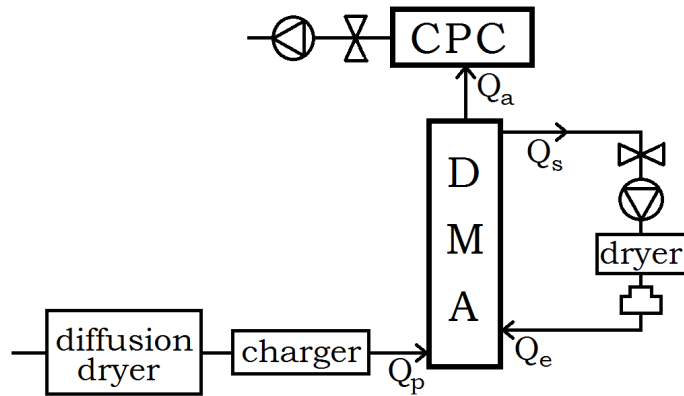 CPC
Qa
D
M
A
Qs
dryer
Qe
diffusion
dryer
charger
Qp